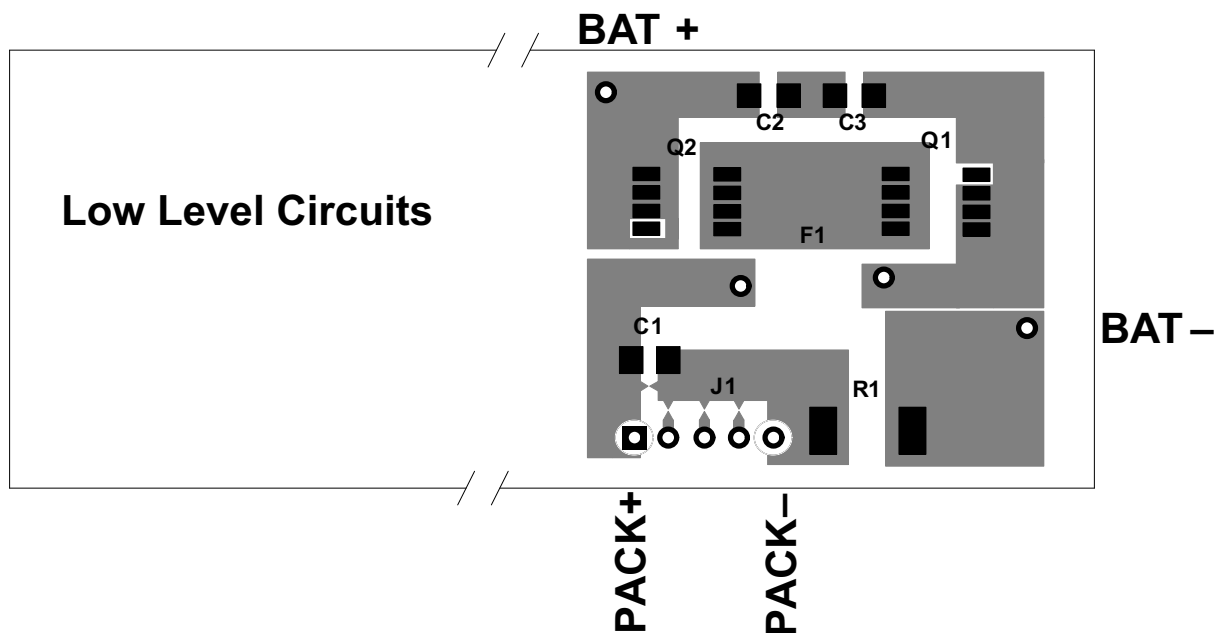 BAT +
C2
C3
Q2
Q1
Low Level Circuits
F1
C1
BAT –
J1
R1
PACK+
PACK–